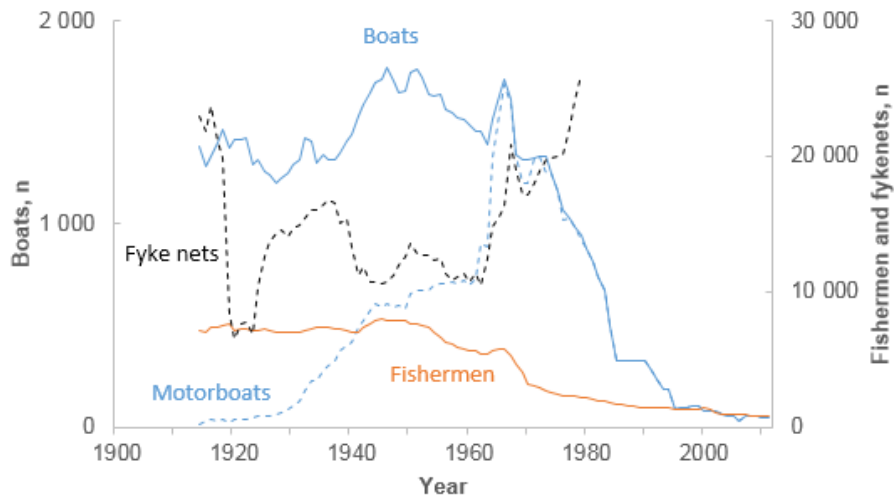 2 000
30 000
Boats
20 000
Boats, n
1 000
Fyke nets
Fishermen and fykenets, n
10 000
Motorboats
Fishermen
0
0
1900
1920
1940
1960
1980
2000
Year